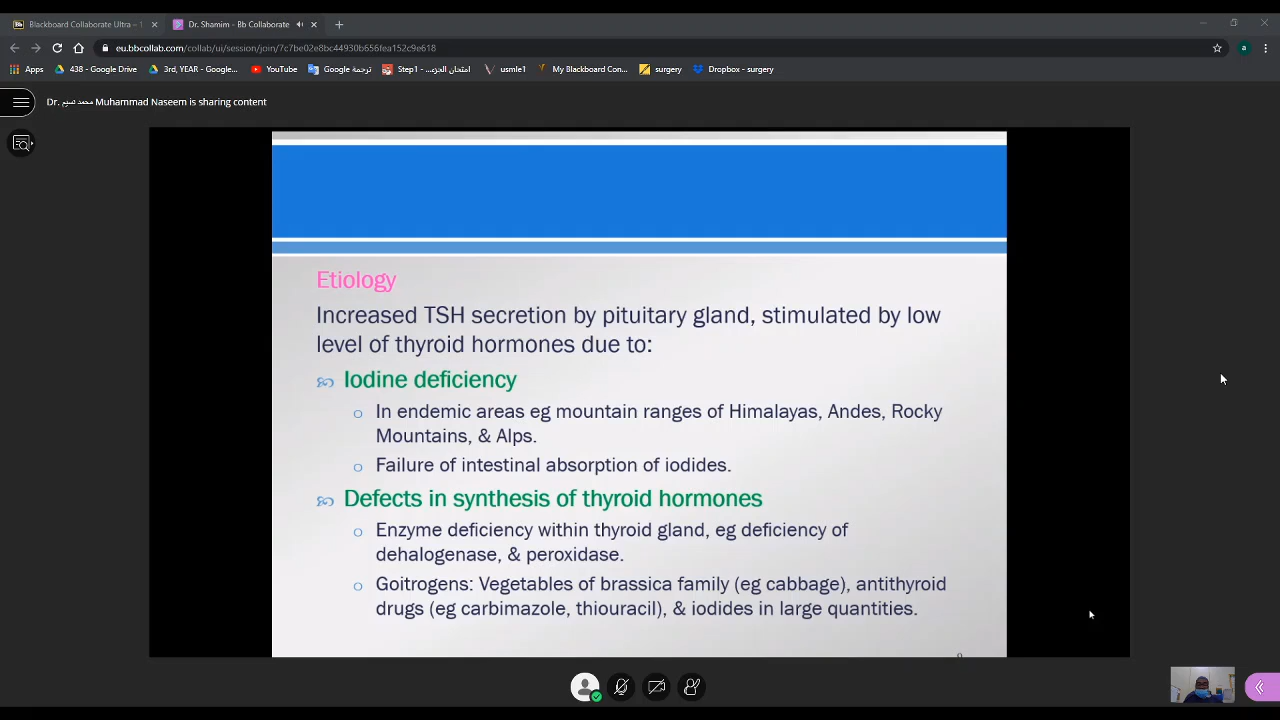 Blackboard Collaborate Ultra – 1
Dr. Shamim - Bb Collaborate
eu.bbcollab.com/collab/ui/session/join/7c7be02e8bc44930b656fea152c9e618
a
Apps
438 - Google Drive
3rd, YEAR - Google...
YouTube
Google ترجمة
Step1 - ...امتحان الجزء
usmle1
My Blackboard Con...
surgery
Dropbox - surgery
Dr. محمد نسيم Muhammad Naseem is sharing content
Etiology
Increased TSH secretion by pituitary gland, stimulated by low
level of thyroid hormones due to:
Iodine deficiency
In endemic areas eg mountain ranges of Himalayas, Andes, Rocky
Mountains, & Alps.
Failure of intestinal absorption of iodides.
Defects in synthesis of thyroid hormones
Enzyme deficiency within thyroid gland, eg deficiency of
dehalogenase, & peroxidase.
Goitrogens: Vegetables of brassica family (eg cabbage), antithyroid
drugs (eg carbimazole, thiouracil), & iodides in large quantities.